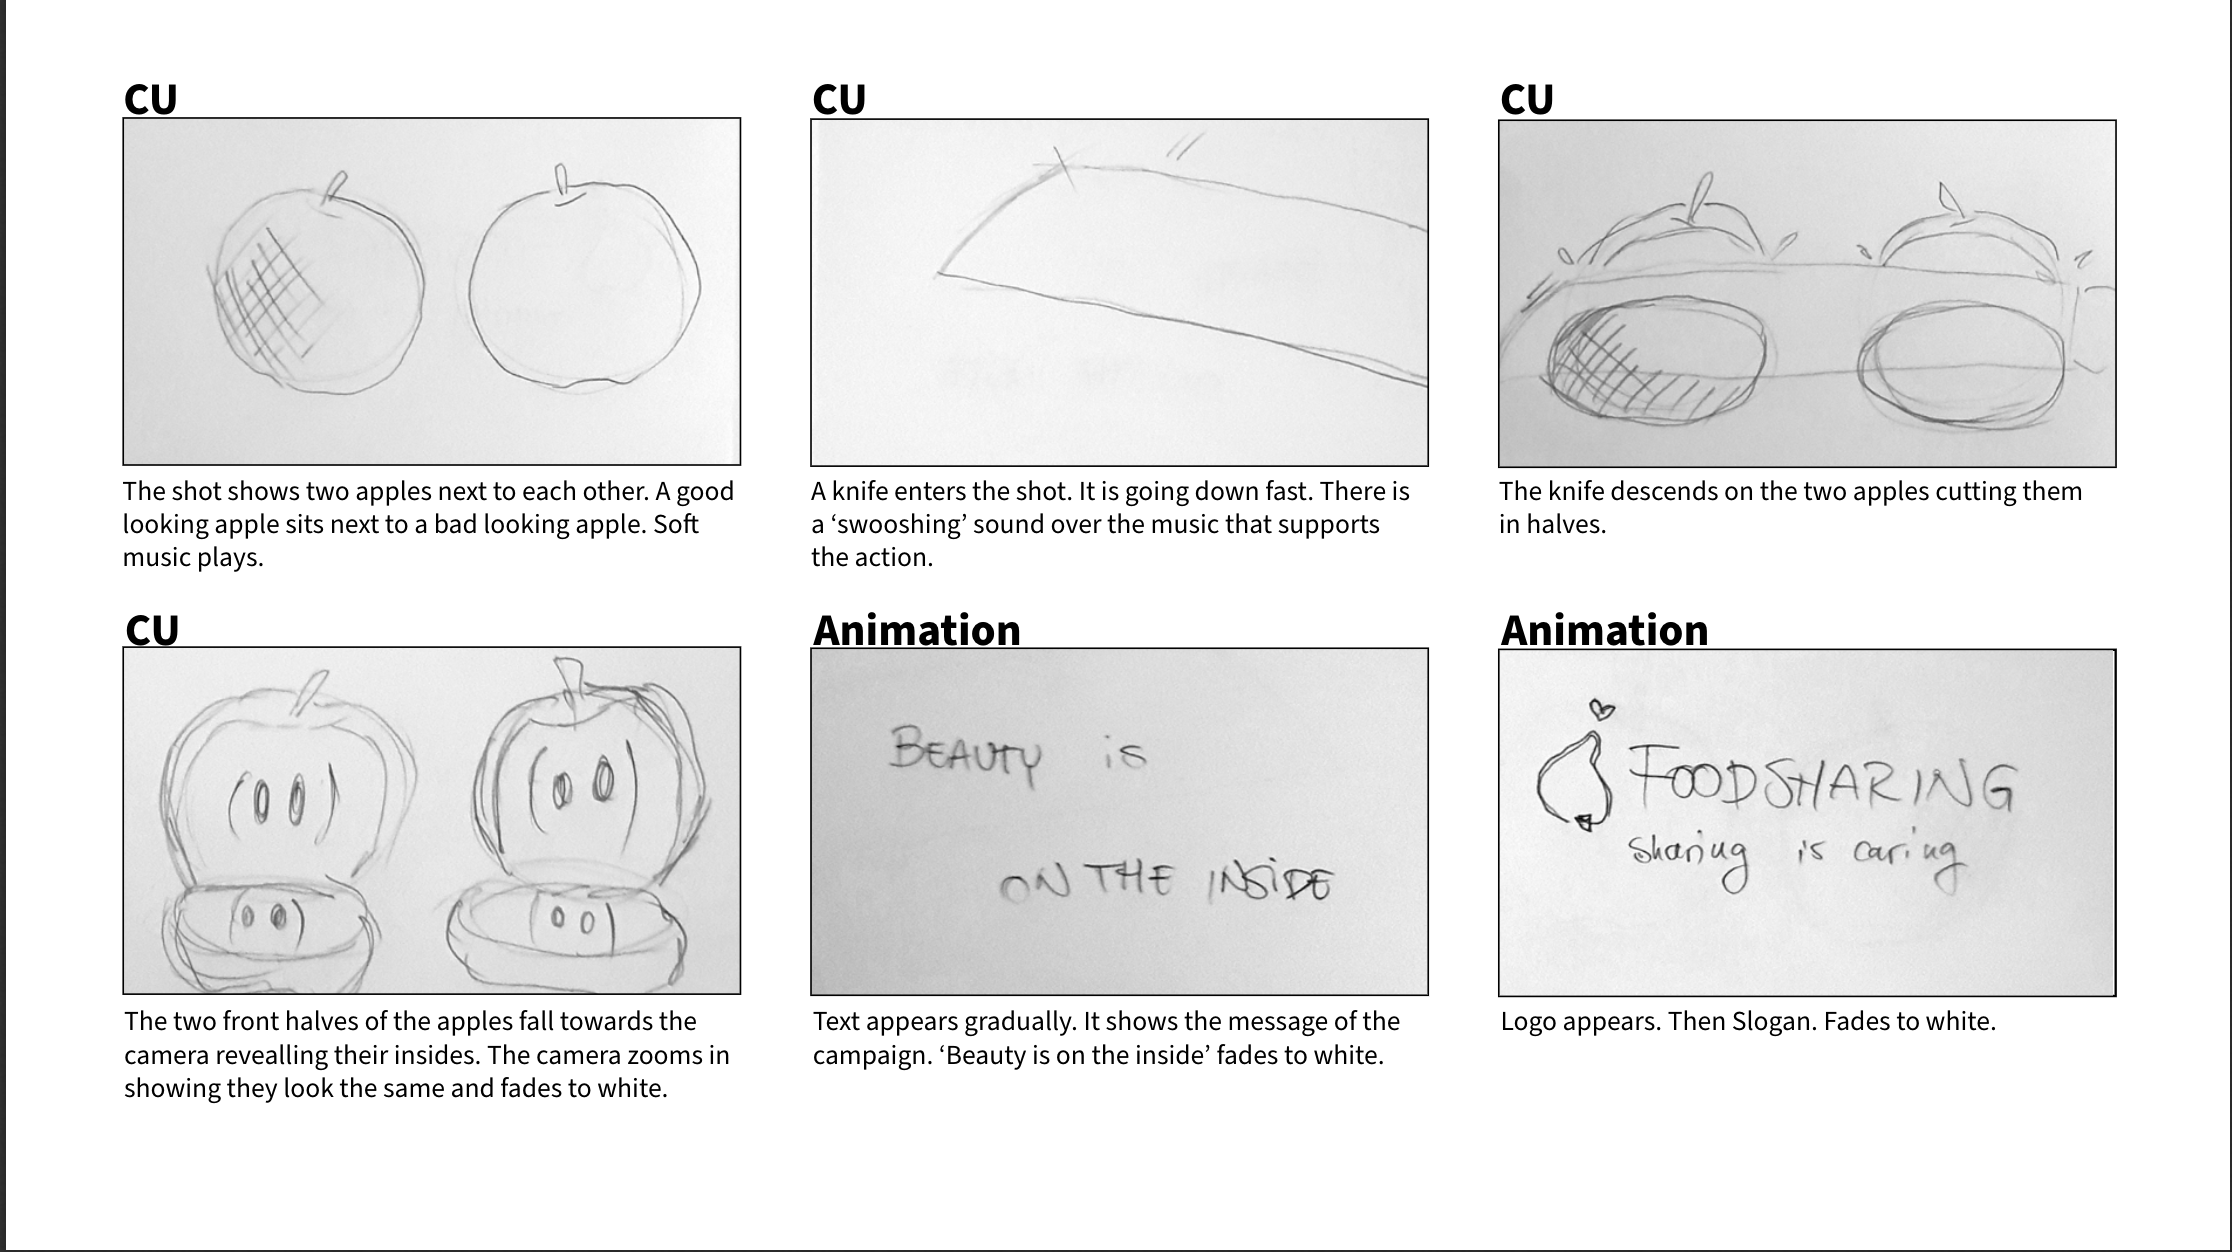 CU
CU
CU
The shot shows two apples next to each other. A good
looking apple sits next to a bad looking apple. Soft
music plays.
A knife enters the shot. It is going down fast. There is
a ‘swooshing’ sound over the music that supports
the action.
The knife descends on the two apples cutting them
in halves.
CU
Animation
Animation
BEAUTY is
ON THE INSiDE
FOODSHARING
sharing is caring
The two front halves of the apples fall towards the
camera revealling their insides. The camera zooms in
showing they look the same and fades to white.
Text appears gradually. It shows the message of the
campaign. ‘Beauty is on the inside’ fades to white.
Logo appears. Then Slogan. Fades to white.